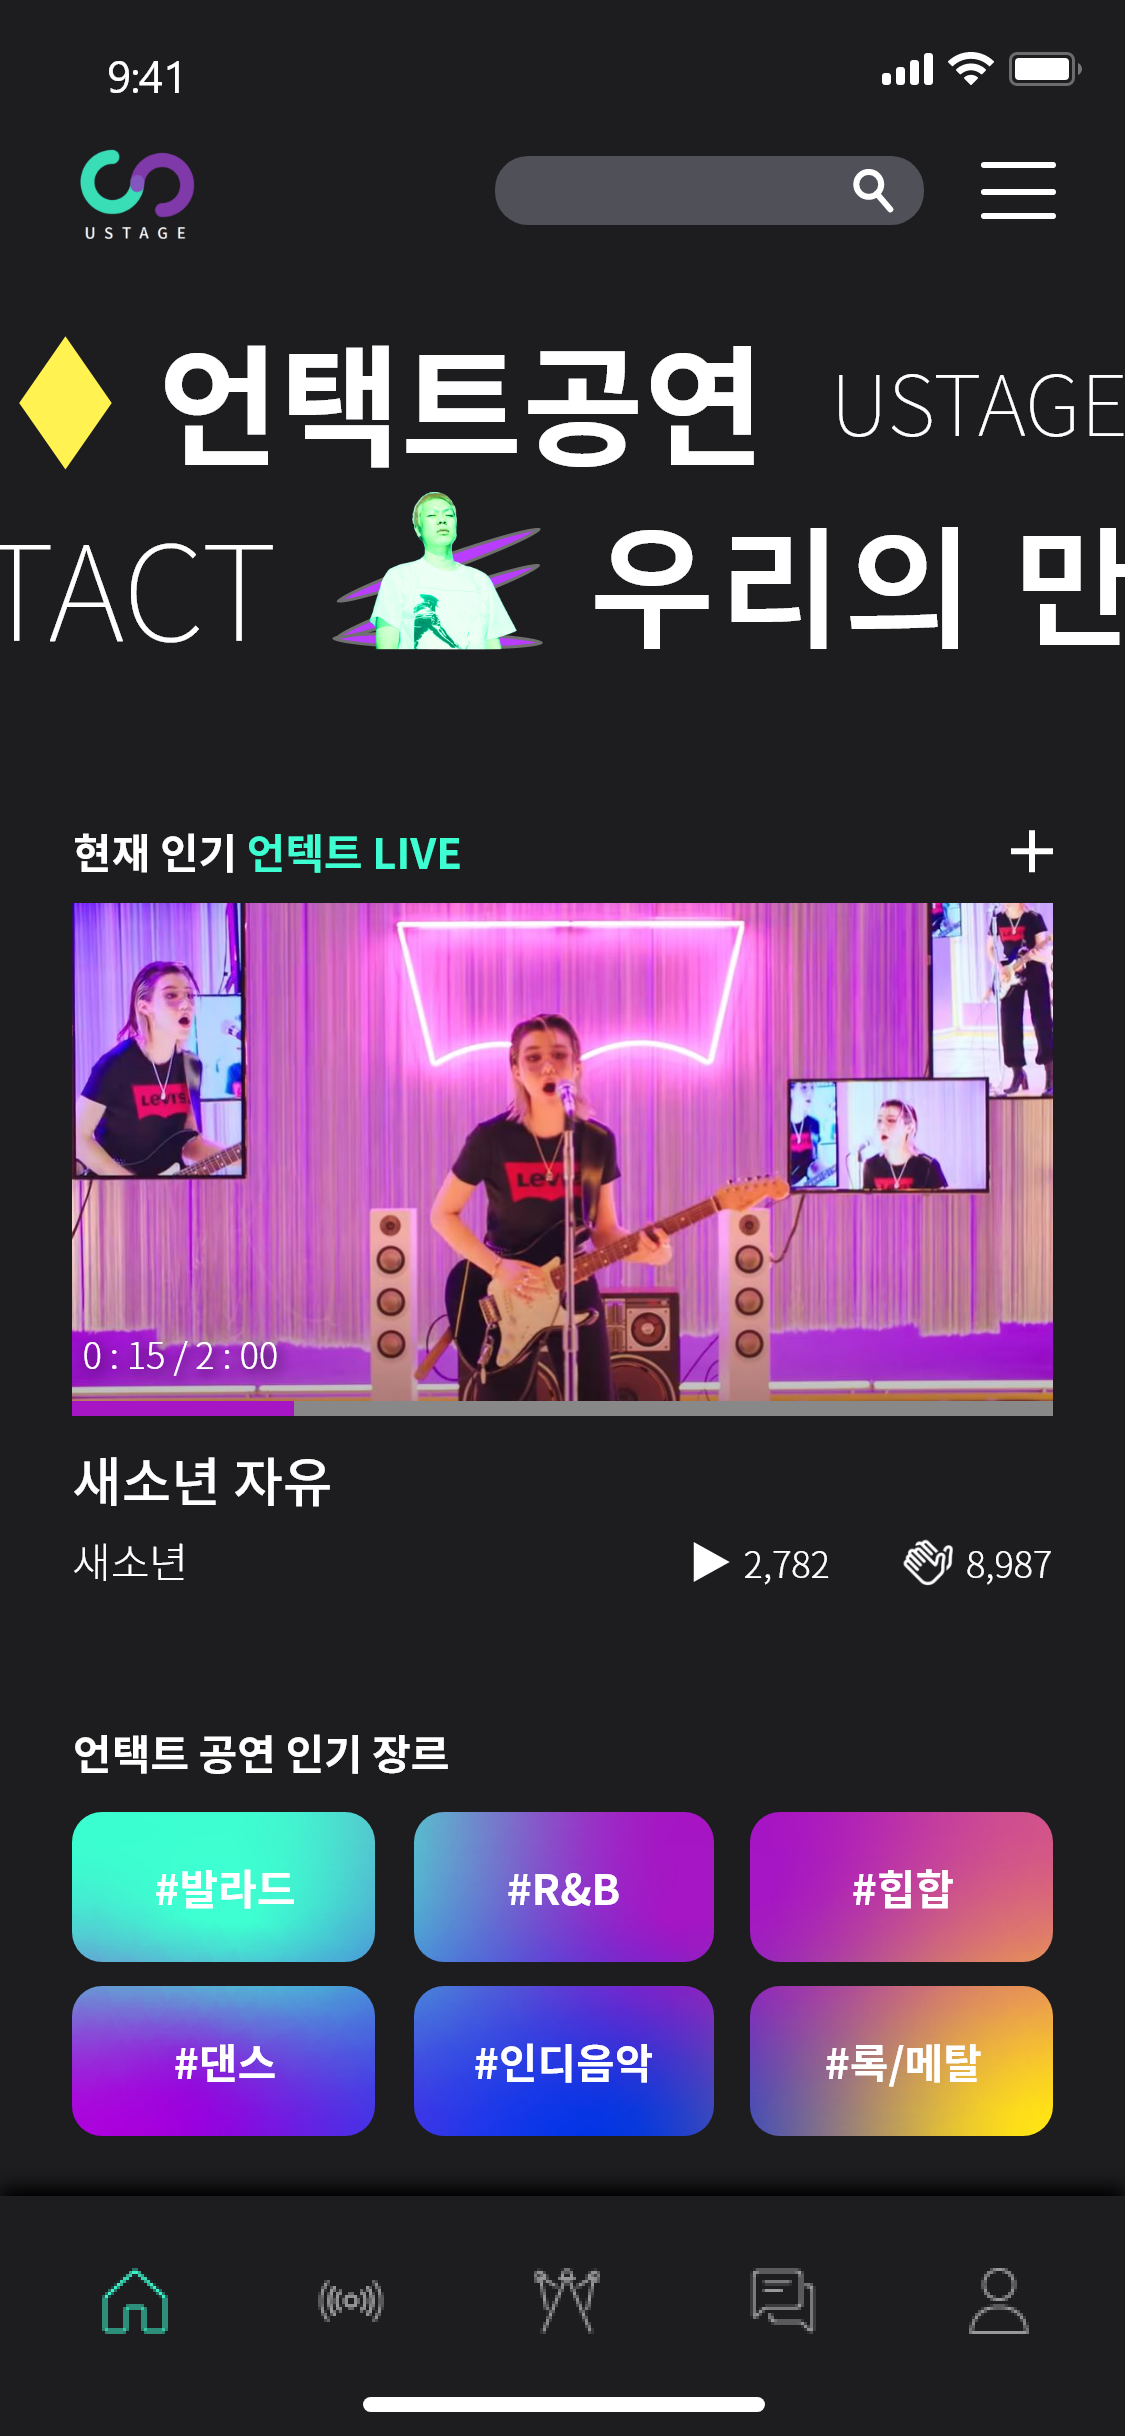 9:41
USTAGE
언택트공연 USTAGE
TACT 우리의 만
현재 인기 언텍트 LIVE
LEVIS
Levi
0 : 15 / 2 : 00
새소년 자유
새소년
2,782 8,987
언택트 공연 인기 장르
#발라드 #R&B #힙합
#댄스 #인디음악 #록/메탈